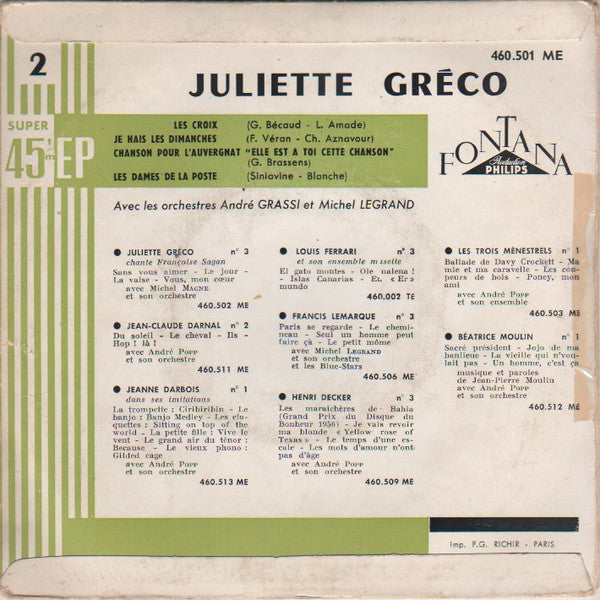 2
460.501 ME
JULIETTE GRÉCO
SUPER
45 t/m EP
LES CROIX (G. Bécaud - L. Amade)
JE HAIS LES DIMANCHES (F. Véran - Ch. Aznavour)
CHANSON POUR L'AUVERGNAT "ELLE EST A TOI CETTE CHANSON"
(G. Brassens)
LES DAMES DE LA POSTE (Siniavine - Blanche)
FONTANA
Production
PHILIPS
Avec les orchestres André GRASSI et Michel LEGRAND
● JULIETTE GRÉCO n° 3
chante Françoise Sagan
Sans vous aimer - Le jour -
La valse - Vous, mon cœur
avec Michel MAGNE
et son orchestre
460.502 ME
● JEAN-CLAUDE DARNAL n° 2
Du soleil - Le cheval - Ils -
Hop ! là !
avec André POPP
et son orchestre
460.511 ME
● JEANNE DARBOIS n° 1
dans ses imitations
La trompette : Ciribiribin - Le
banjo : Banjo Medley - Les cla-
quettes : Sitting on top of the
world - La petite fille : Vive le
vent - Le grand air du ténor :
Because - Le vieux phono :
Gilded cage
avec André POPP
et son orchestre
460.513 ME
● LOUIS FERRARI n° 3
et son ensemble musette
El gato montes - Ole nalena !
- Islas Canarias - Et. « Er »
mundo
460.002 TE
● FRANCIS LEMARQUE n° 3
Paris se regarde - Le chemi-
neau - Seul un homme peut
faire çà - Le petit môme
avec Michel LEGRAND
et son orchestre
et les Blue-Stars
460.506 ME
● HENRI DECKER n° 3
Les maraîchères de Bahia
(Grand Prix du Disque du
Bonheur 1956) - Je vais revoir
ma blonde « Yellow rose of
Texas » - Le temps d'une es-
cale - Les mots d'amour n'ont
pas d'âge
avec André POPP
et son orchestre
460.509 ME
● LES TROIS MÉNESTRELS n° 1
Ballade de Davy Crockett - Ma
mie et ma caravelle - Les cou-
peurs de bois - Poney, mon
ami
avec André POPP
et son ensemble
460.503 ME
● BÉATRICE MOULIN n° 1
Sacré président - Jojo de ma
banlieue - La vieille qui n'vou-
lait pas - Un homme, c'est ça
musique et paroles
de Jean-Pierre Moulin
avec André POPP
et son ensemble
460.512 ME
Imp. F.G. RICHIR - PARIS